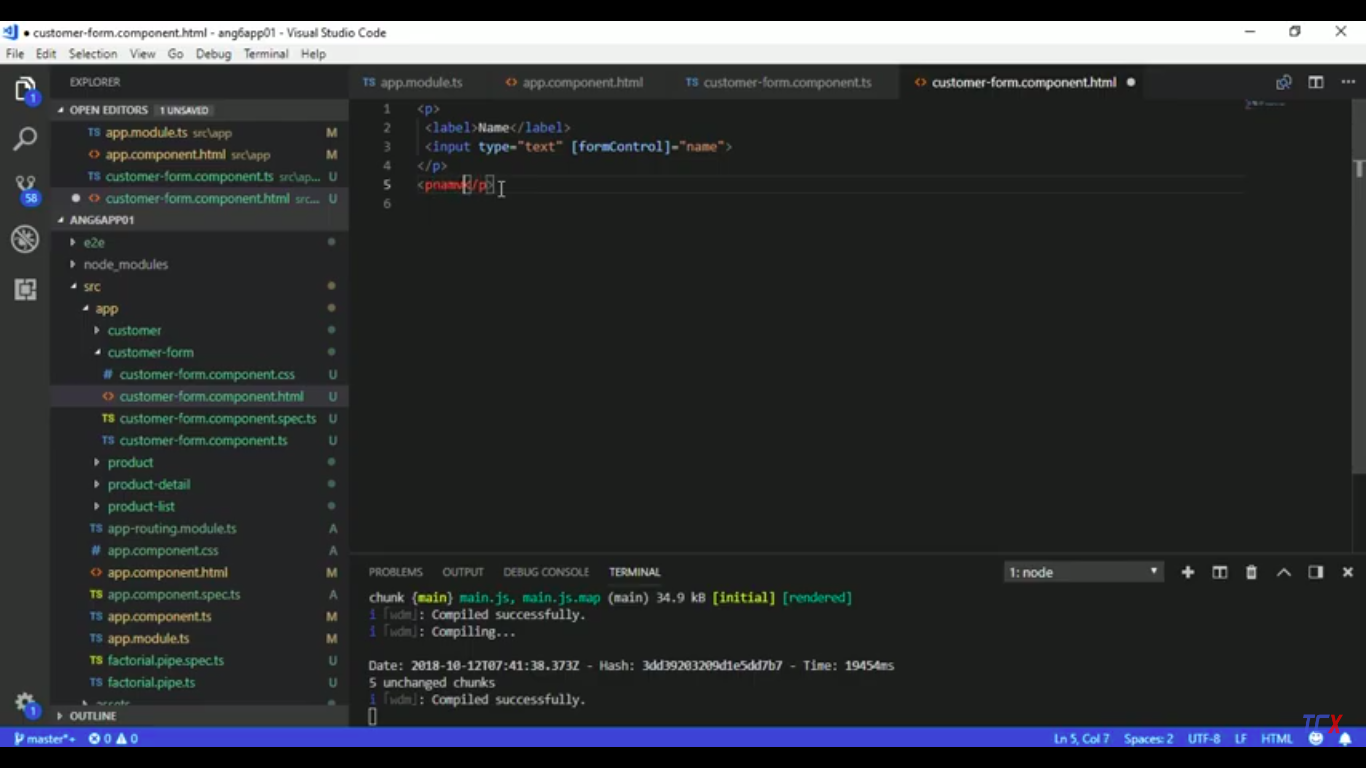 ● customer-form.component.html - ang6app01 - Visual Studio Code
File Edit Selection View Go Debug Terminal Help
EXPLORER
OPEN EDITORS 1 UNSAVED
TS app.module.ts src\app M
<> app.component.html src\app M
TS customer-form.component.ts src\ap... U
● <> customer-form.component.html src... U
ANG6APP01
e2e
node_modules
src
app
customer
customer-form
# customer-form.component.css U
<> customer-form.component.html U
TS customer-form.component.spec.ts U
TS customer-form.component.ts U
product
product-detail
product-list
TS app-routing.module.ts A
# app.component.css A
<> app.component.html M
TS app.component.spec.ts A
TS app.component.ts M
TS app.module.ts M
TS factorial.pipe.spec.ts U
TS factorial.pipe.ts U
assets
OUTLINE
1
58
1
TS app.module.ts <> app.component.html TS customer-form.component.ts <> customer-form.component.html ●
1 <p>
2 <label>Name</label>
3 <input type="text" [formControl]="name">
4 </p>
5
6
PROBLEMS OUTPUT DEBUG CONSOLE TERMINAL 1: node
chunk {main} main.js, main.js.map (main) 34.9 kB [initial] [rendered]
i ｢wdm｣: Compiled successfully.
i ｢wdm｣: Compiling...
Date: 2018-10-12T07:41:38.373Z - Hash: 3dd39203209d1e5dd7b7 - Time: 19454ms
5 unchanged chunks
i ｢wdm｣: Compiled successfully.
TCX
master*+ 0 0 Ln 5, Col 7 Spaces: 2 UTF-8 LF HTML